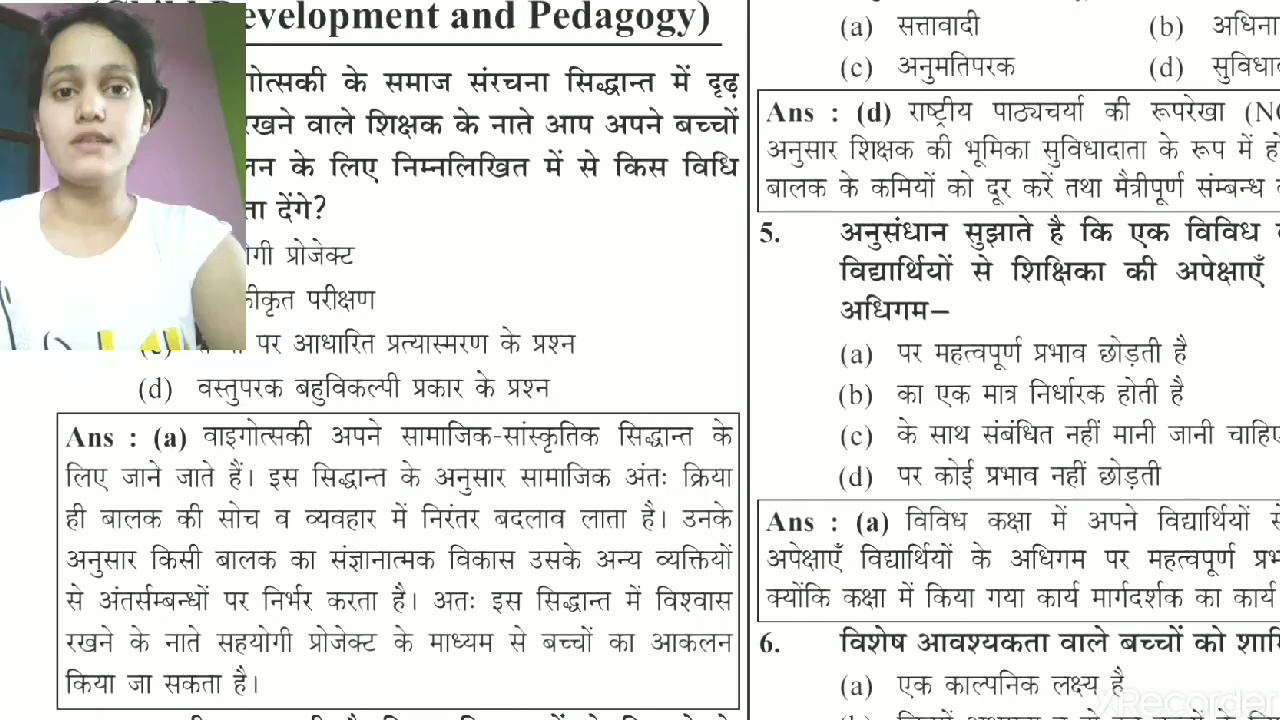 evelopment and Pedagogy)
के समाज संरचना सिद्धान्त में दृढ़
वाले शिक्षक के नाते आप अपने बच्चों
के लिए निम्नलिखित में से किस विधि
देंगे?
प्रोजेक्ट
परीक्षण
पर आधारित प्रत्यास्मरण के प्रश्न
(d) वस्तुपरक बहुविकल्पी प्रकार के प्रश्न
Ans : (a) वाइगोत्सकी अपने सामाजिक-सांस्कृतिक सिद्धान्त के
लिए जाने जाते हैं। इस सिद्धान्त के अनुसार सामाजिक अंतः क्रिया
ही बालक की सोच व व्यवहार में निरंतर बदलाव लाता है। उनके
अनुसार किसी बालक का संज्ञानात्मक विकास उसके अन्य व्यक्तियों
से अंतर्सम्बन्धों पर निर्भर करता है। अतः इस सिद्धान्त में विश्वास
रखने के नाते सहयोगी प्रोजेक्ट के माध्यम से बच्चों का आकलन
किया जा सकता है।
(a) सत्तावादी (b)
(c) अनुमतिपरक (d)
Ans : (d) राष्ट्रीय पाठ्यचर्या की रूपरेखा
अनुसार शिक्षक की भूमिका सुविधादाता के रूप में
बालक के कमियों को दूर करें तथा मैत्रीपूर्ण सम्बन्ध
5. अनुसंधान सुझाते है कि एक विविध
विद्यार्थियों से शिक्षिका की अपेक्षाएँ
अधिगम–
(a) पर महत्वपूर्ण प्रभाव छोड़ती है
(b) का एक मात्र निर्धारक होती है
(c) के साथ संबंधित नहीं मानी जानी चाहिए
(d) पर कोई प्रभाव नहीं छोड़ती
Ans : (a) विविध कक्षा में अपने विद्यार्थियों
अपेक्षाएँ विद्यार्थियों के अधिगम पर महत्वपूर्ण
क्योंकि कक्षा में किया गया कार्य मार्गदर्शक का कार्य
6. विशेष आवश्यकता वाले बच्चों को
(a) एक काल्पनिक लक्ष्य है
XRecorder